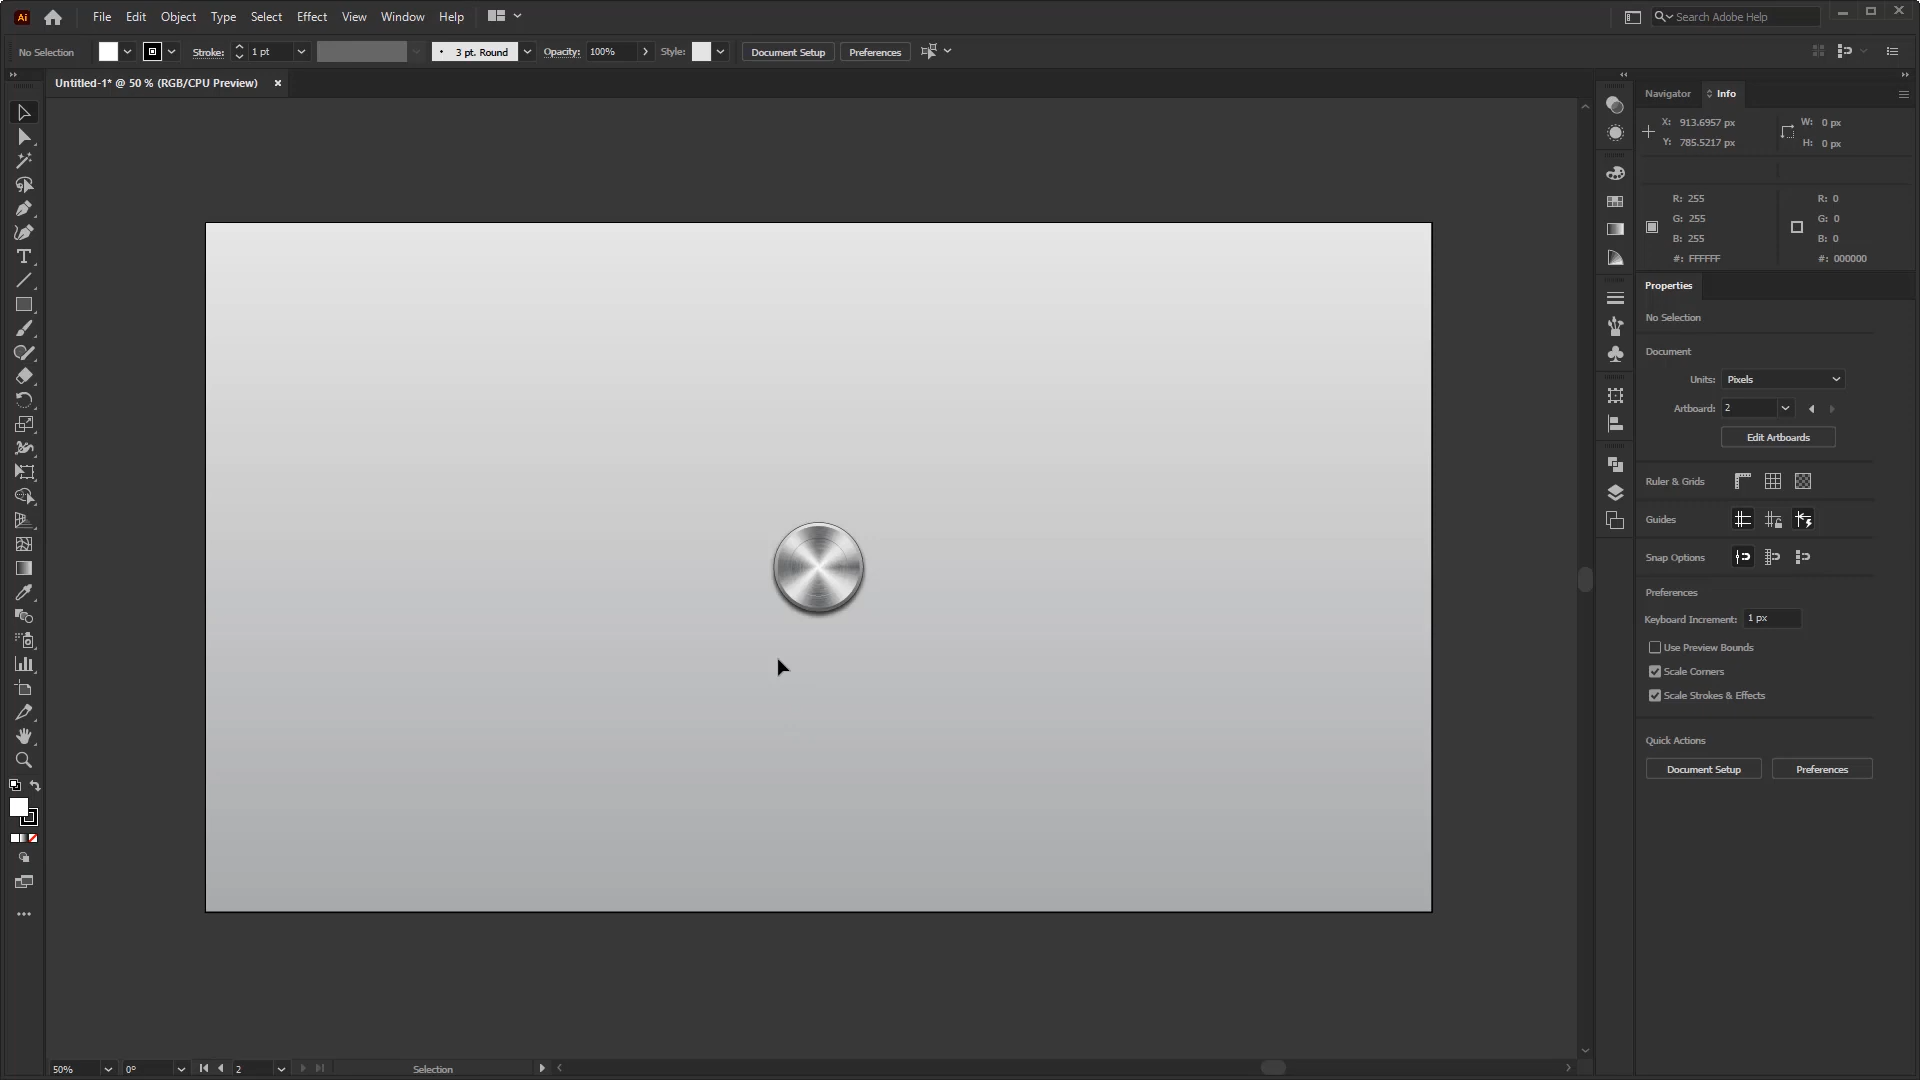 Ai File Edit Object Type Select Effect View Window Help Search Adobe Help
No Selection Stroke: 1 pt 3 pt. Round Opacity: 100% Style: Document Setup Preferences
Untitled-1* @ 50 % (RGB/CPU Preview) ×
Navigator Info
X: 913.6957 px W: 0 px
Y: 785.5217 px H: 0 px
R: 255 R: 0
G: 255 G: 0
B: 255 B: 0
#: FFFFFF #: 000000
Properties
No Selection
Document
Units: Pixels
Artboard: 2
Edit Artboards
Ruler & Grids
Guides
Snap Options
Preferences
Keyboard Increment: 1 px
Use Preview Bounds
Scale Corners
Scale Strokes & Effects
Quick Actions
Document Setup Preferences
50% 0° 2 Selection